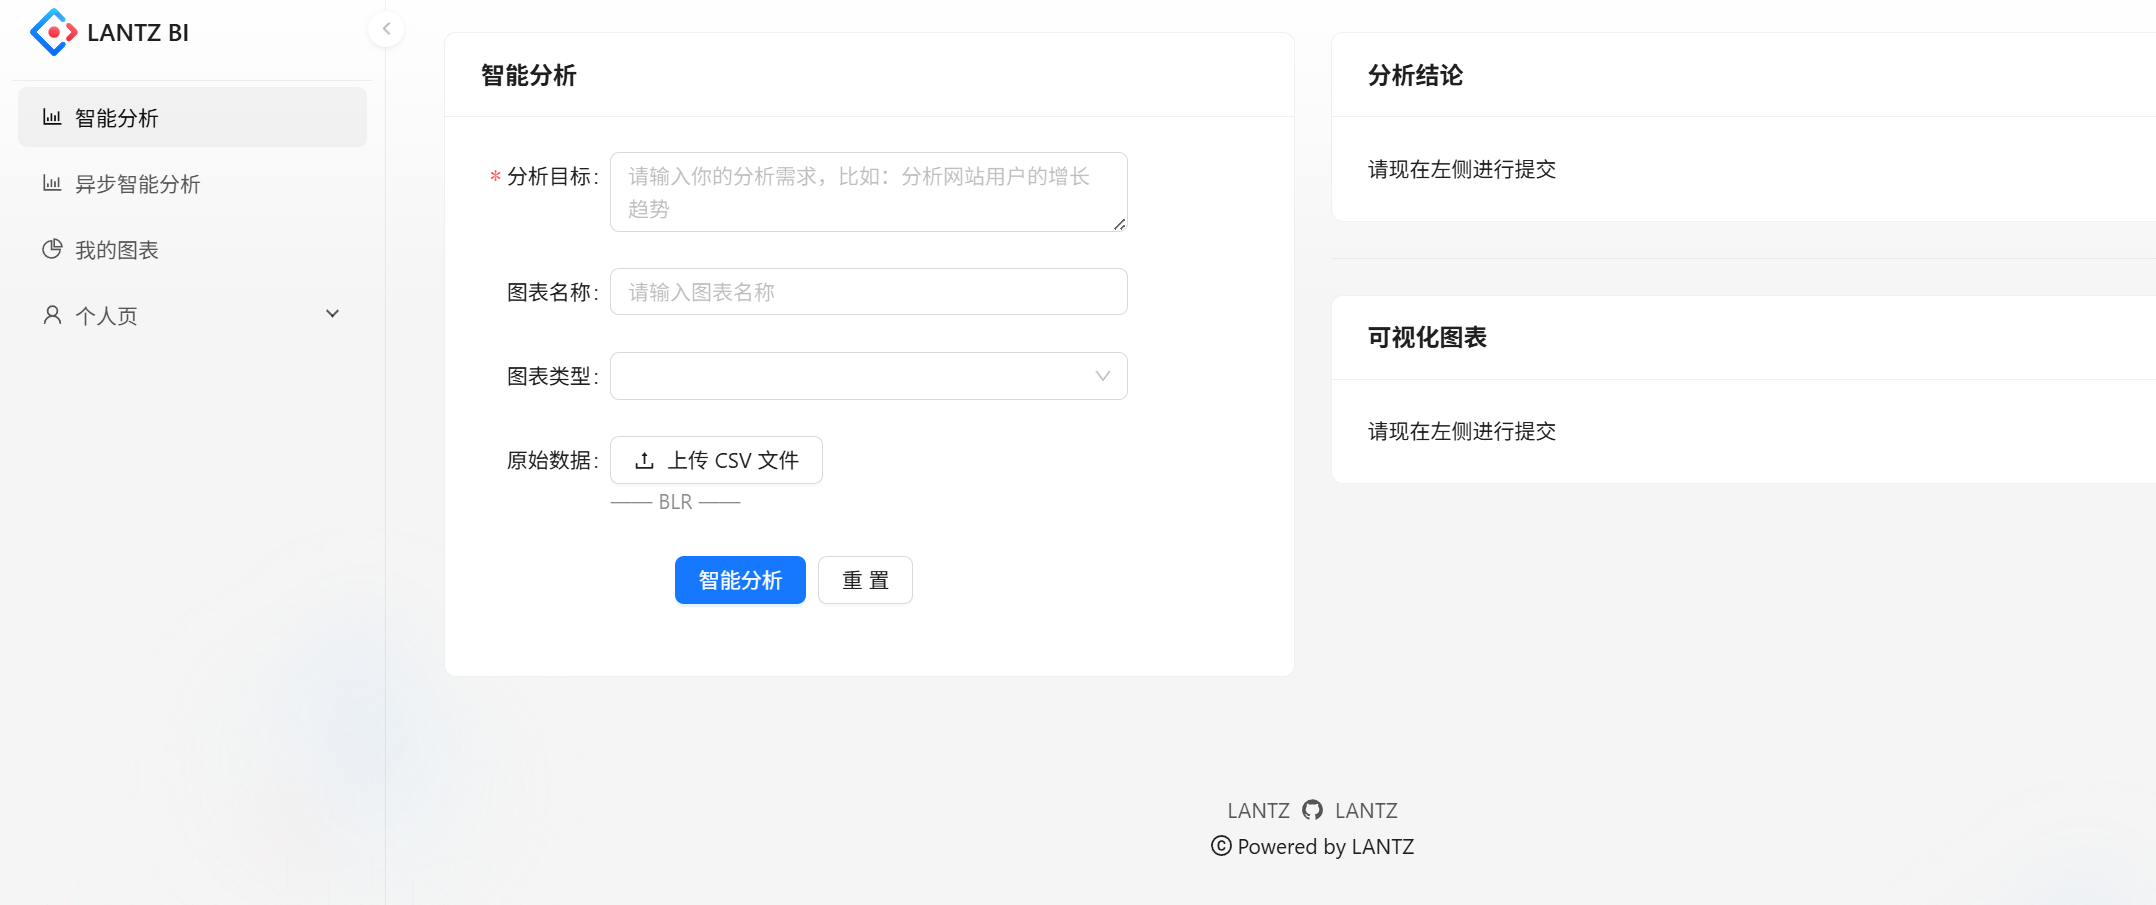 LANTZ BI
智能分析
异步智能分析
我的图表
个人页
智能分析
* 分析目标:
请输入你的分析需求，比如：分析网站用户的增长
趋势
图表名称:
请输入图表名称
图表类型:
原始数据:
上传 CSV 文件
—— BLR ——
智能分析
重 置
分析结论
请现在左侧进行提交
可视化图表
请现在左侧进行提交
LANTZ LANTZ
© Powered by LANTZ